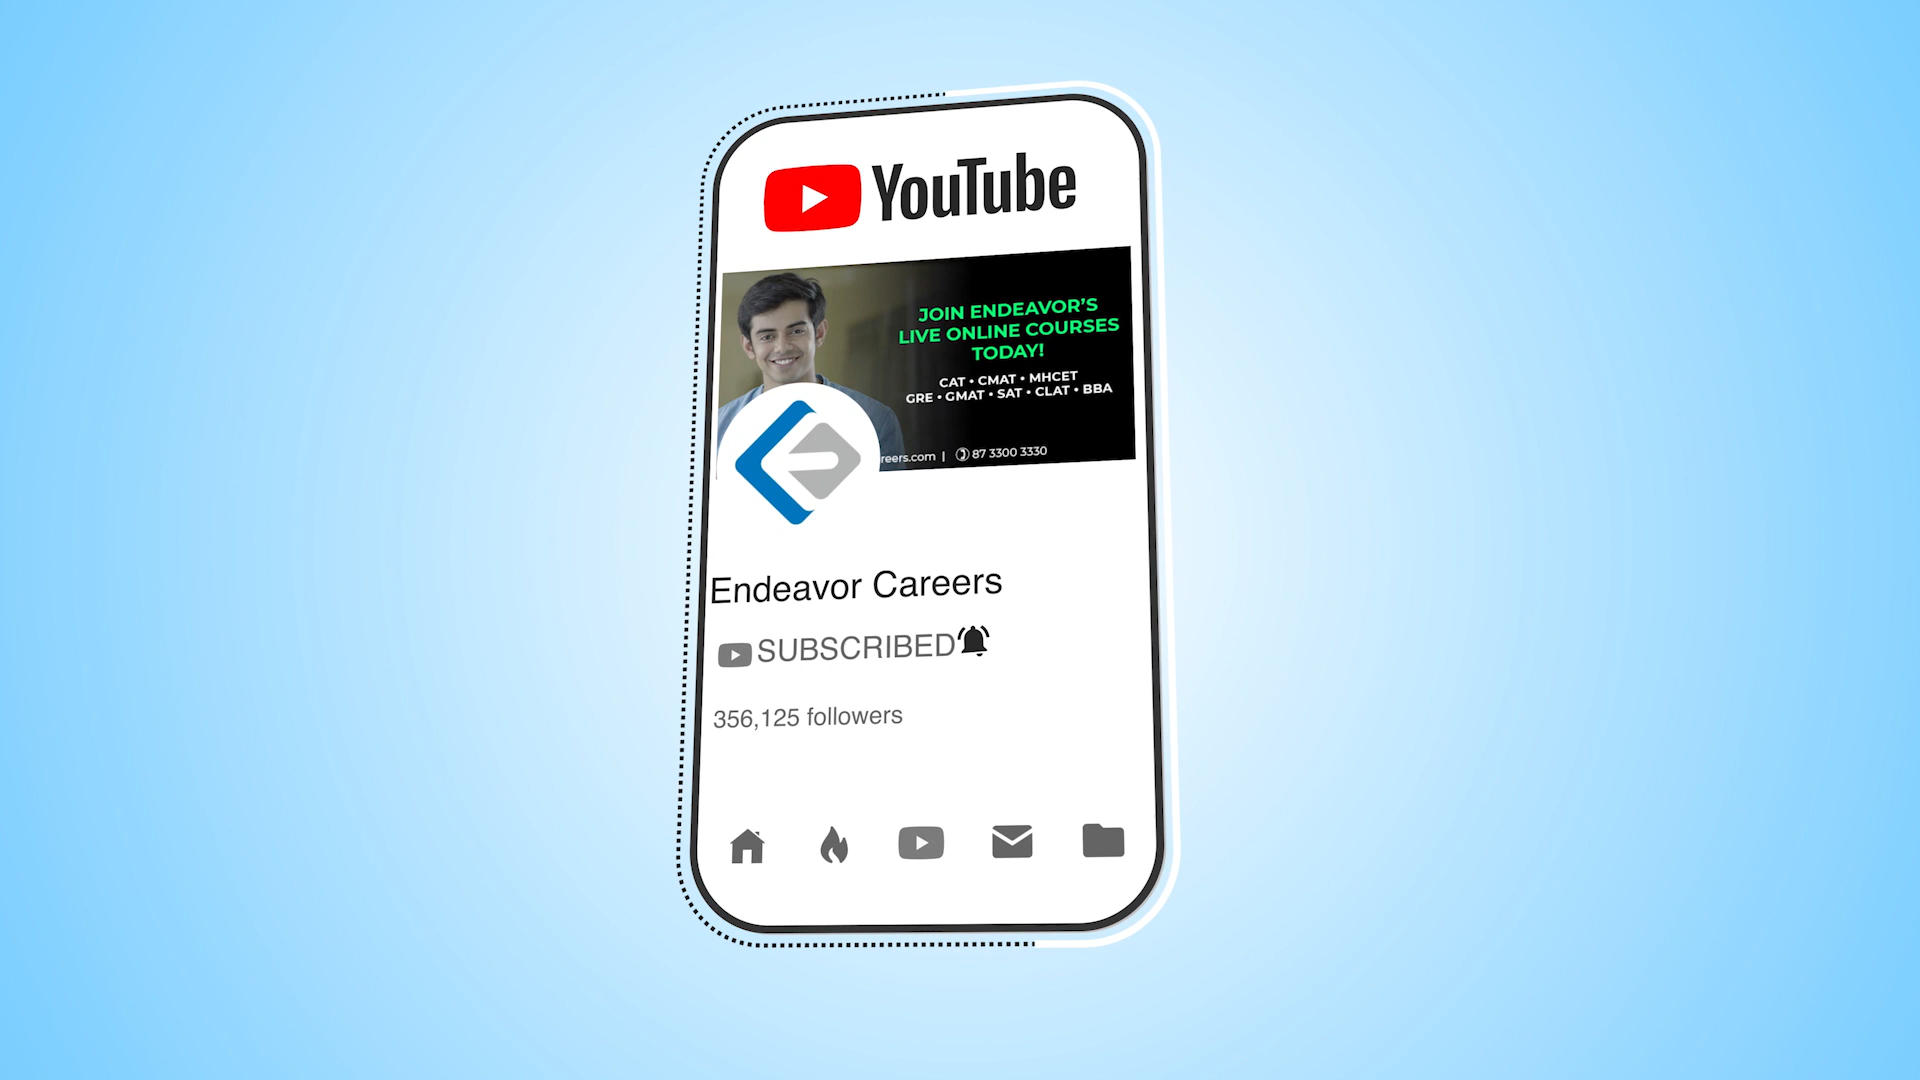 YouTube
JOIN ENDEAVOR'S
LIVE ONLINE COURSES
TODAY!
CAT • CMAT • MHCET
GRE • GMAT • SAT • CLAT • BBA
reers.com | 87 3300 3330
Endeavor Careers
SUBSCRIBED
356,125 followers